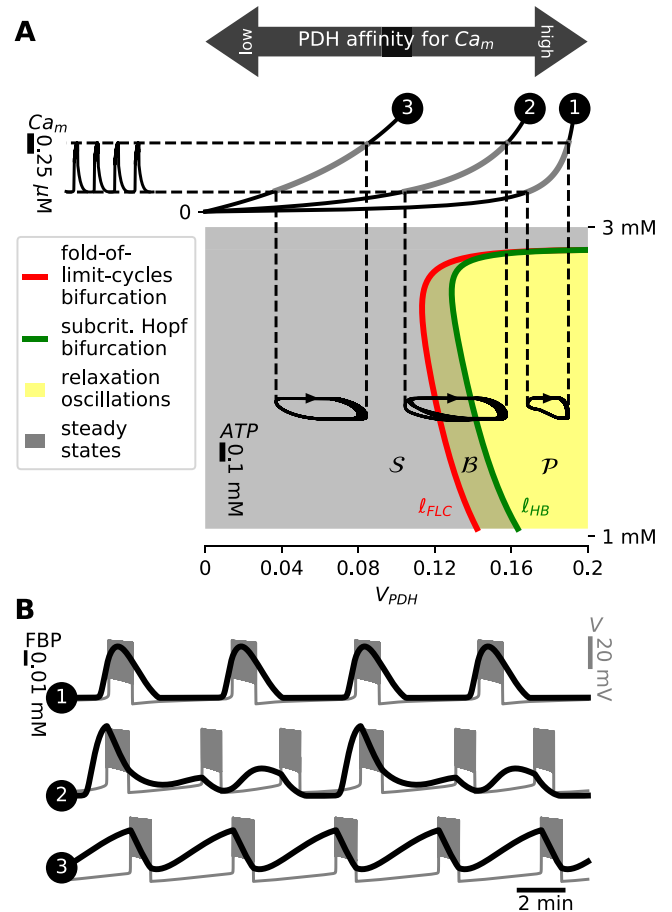 A
low
PDH affinity for Ca_m
high
3
2
1
Ca_m
0.25 μM
0
3 mM
fold-of-
limit-cycles
bifurcation
subcrit. Hopf
bifurcation
relaxation
oscillations
steady
states
ATP
0.1 mM
S
B
P
ℓ_FLC
ℓ_HB
1 mM
0
0.04
0.08
0.12
0.16
0.2
V_PDH
B
FBP
0.01 mM
V
20 mV
1
2
3
2 min